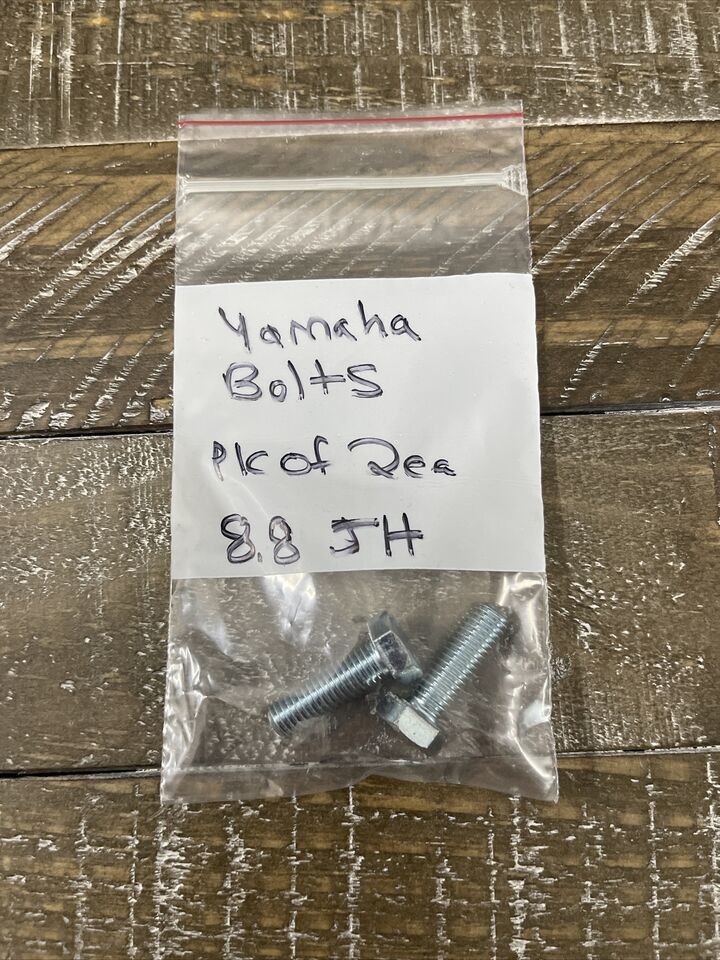 Yamaha
Bolts
Pk of 2ea
8.8 JH